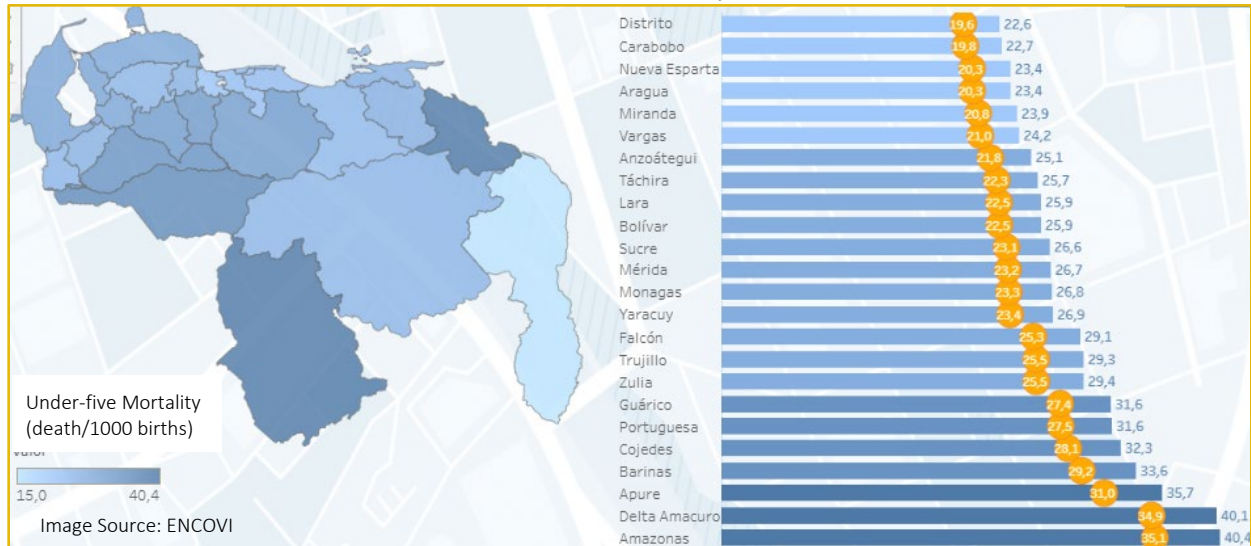 Distrito 19,6 22,6
Carabobo 19,8 22,7
Nueva Esparta 20,3 23,4
Aragua 20,3 23,4
Miranda 20,8 23,9
Vargas 21,0 24,2
Anzoátegui 21,8 25,1
Táchira 22,3 25,7
Lara 22,5 25,9
Bolívar 22,5 25,9
Sucre 23,1 26,6
Mérida 23,2 26,7
Monagas 23,3 26,8
Yaracuy 23,4 26,9
Falcón 25,3 29,1
Trujillo 25,5 29,3
Zulia 25,5 29,4
Guárico 27,4 31,6
Portuguesa 27,5 31,6
Cojedes 28,1 32,3
Barinas 29,2 33,6
Apure 31,0 35,7
Delta Amacuro 34,9 40,1
Amazonas 35,1 40,4
Under-five Mortality
(death/1000 births)
valor
15,0 40,4
Image Source: ENCOVI